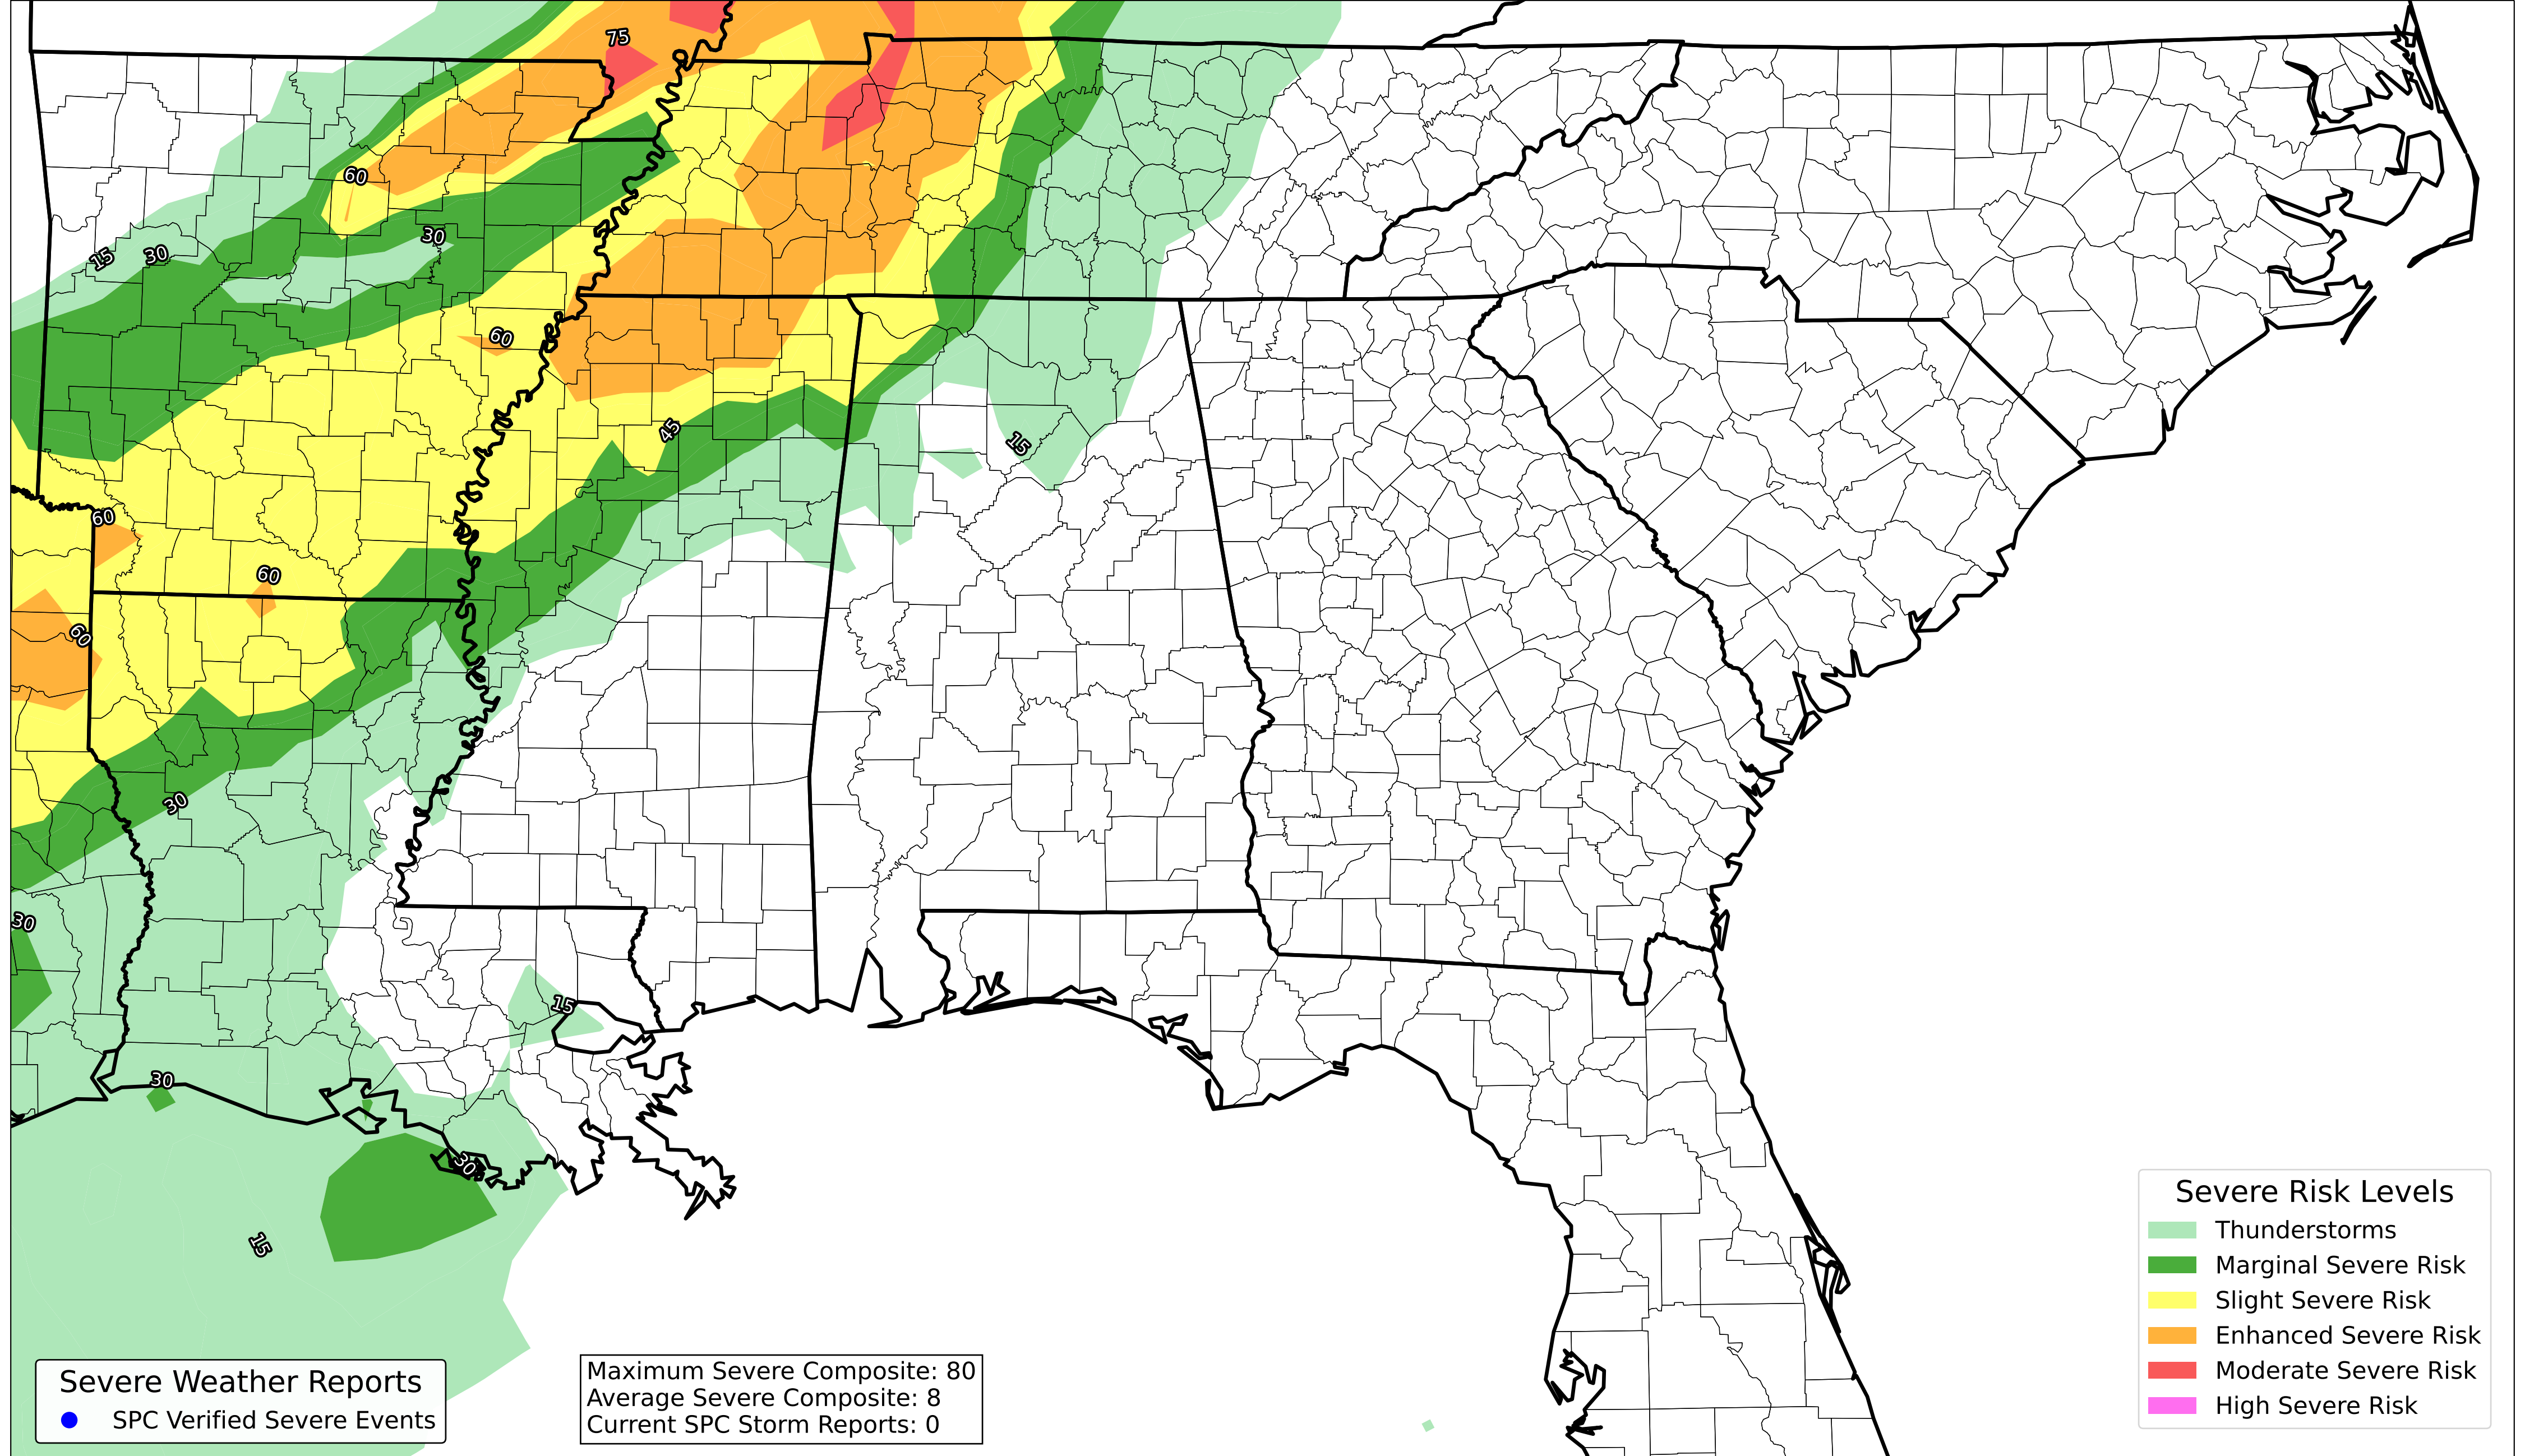 75
60
30
15 30
60
45
15
60
60
60
30
30
15
30
30
15
Severe Risk Levels
Thunderstorms
Marginal Severe Risk
Slight Severe Risk
Enhanced Severe Risk
Moderate Severe Risk
High Severe Risk
Severe Weather Reports
SPC Verified Severe Events
Maximum Severe Composite: 80
Average Severe Composite: 8
Current SPC Storm Reports: 0